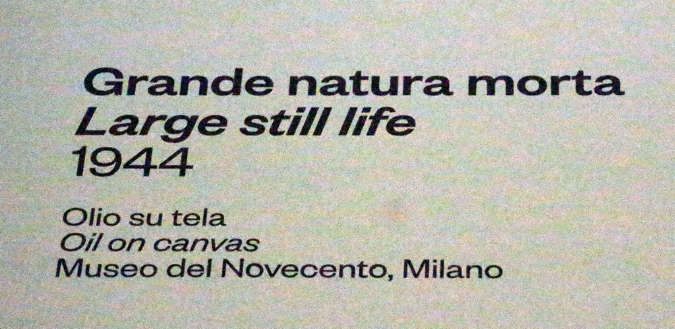 Grande natura morta
Large still life
1944
Olio su tela
Oil on canvas
Museo del Novecento, Milano